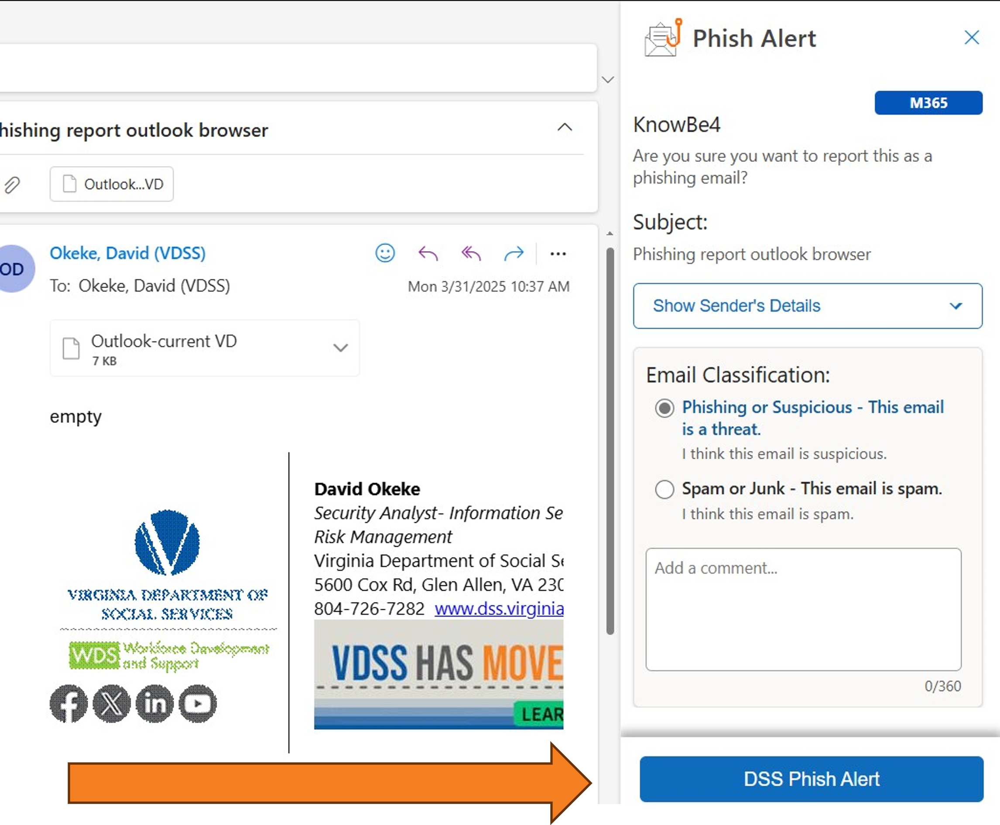 Phish Alert
M365
KnowBe4
Are you sure you want to report this as a
phishing email?
Subject:
Phishing report outlook browser
Show Sender's Details
Email Classification:
Phishing or Suspicious - This email
is a threat.
I think this email is suspicious.
Spam or Junk - This email is spam.
I think this email is spam.
Add a comment...
0/360
DSS Phish Alert
hishing report outlook browser
Outlook...VD
OD
Okeke, David (VDSS)
To: Okeke, David (VDSS)
Mon 3/31/2025 10:37 AM
Outlook-current VD
7 KB
empty
VIRGINIA DEPARTMENT OF
SOCIAL SERVICES
WDS Workforce Development
and Support
David Okeke
Security Analyst- Information Se
Risk Management
Virginia Department of Social Se
5600 Cox Rd, Glen Allen, VA 230
804-726-7282 www.dss.virginia
VDSS HAS MOVE
LEAR